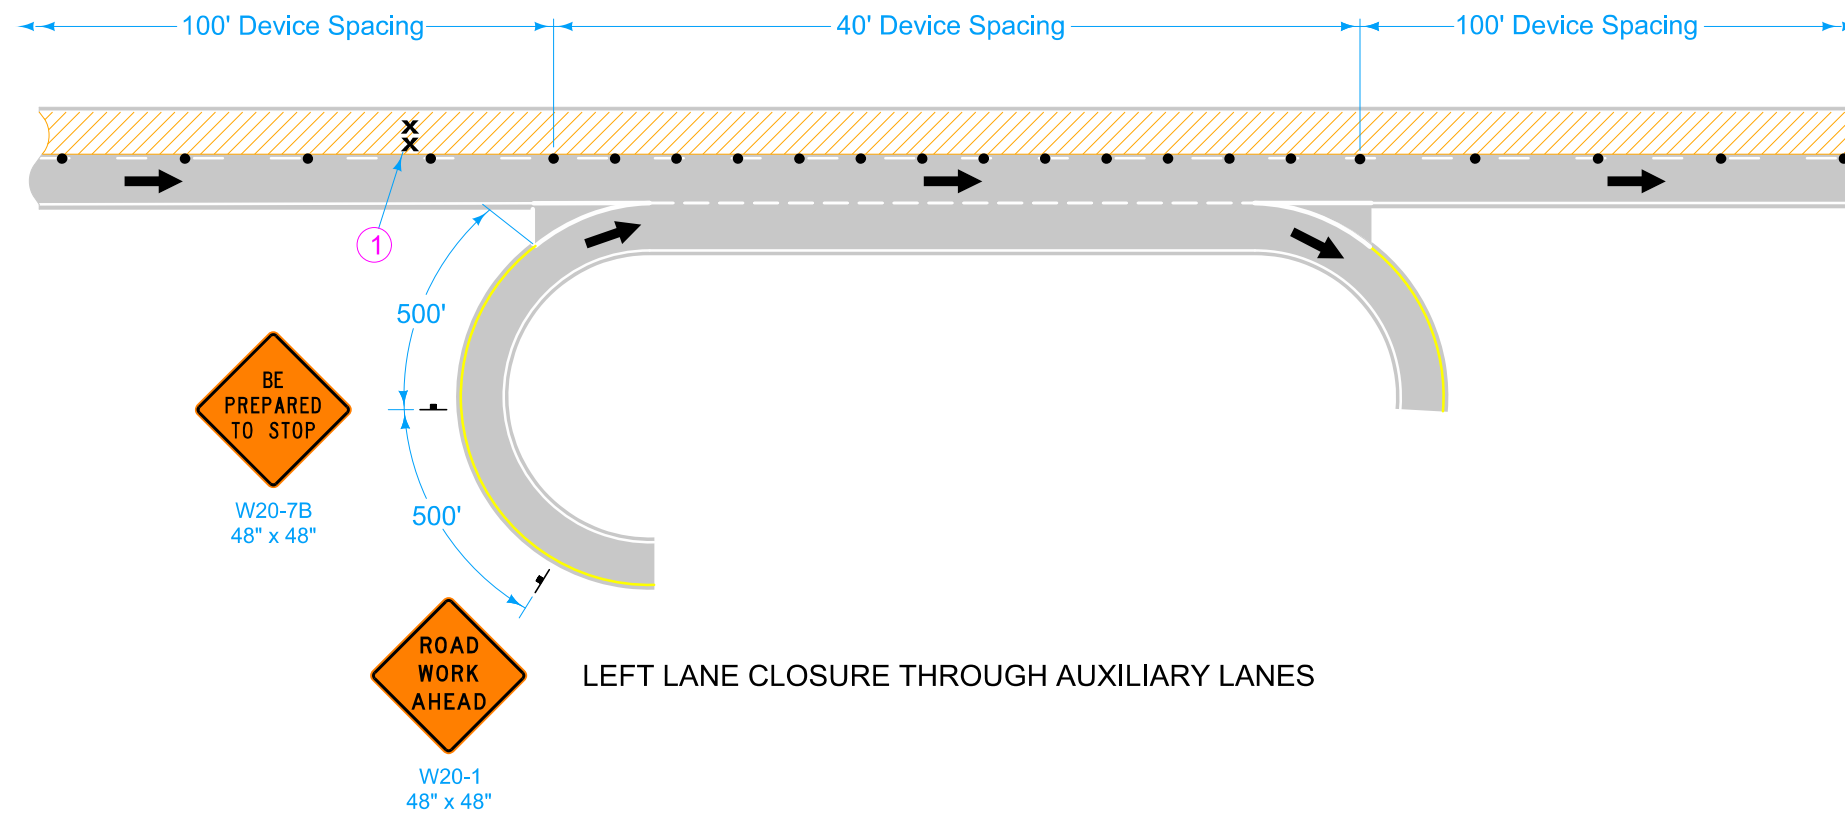 100' Device Spacing
40' Device Spacing
100' Device Spacing
X
X
1
500'
BE
PREPARED
TO STOP
W20-7B
48" x 48"
500'
ROAD
WORK
AHEAD
LEFT LANE CLOSURE THROUGH AUXILIARY LANES
W20-1
48" x 48"